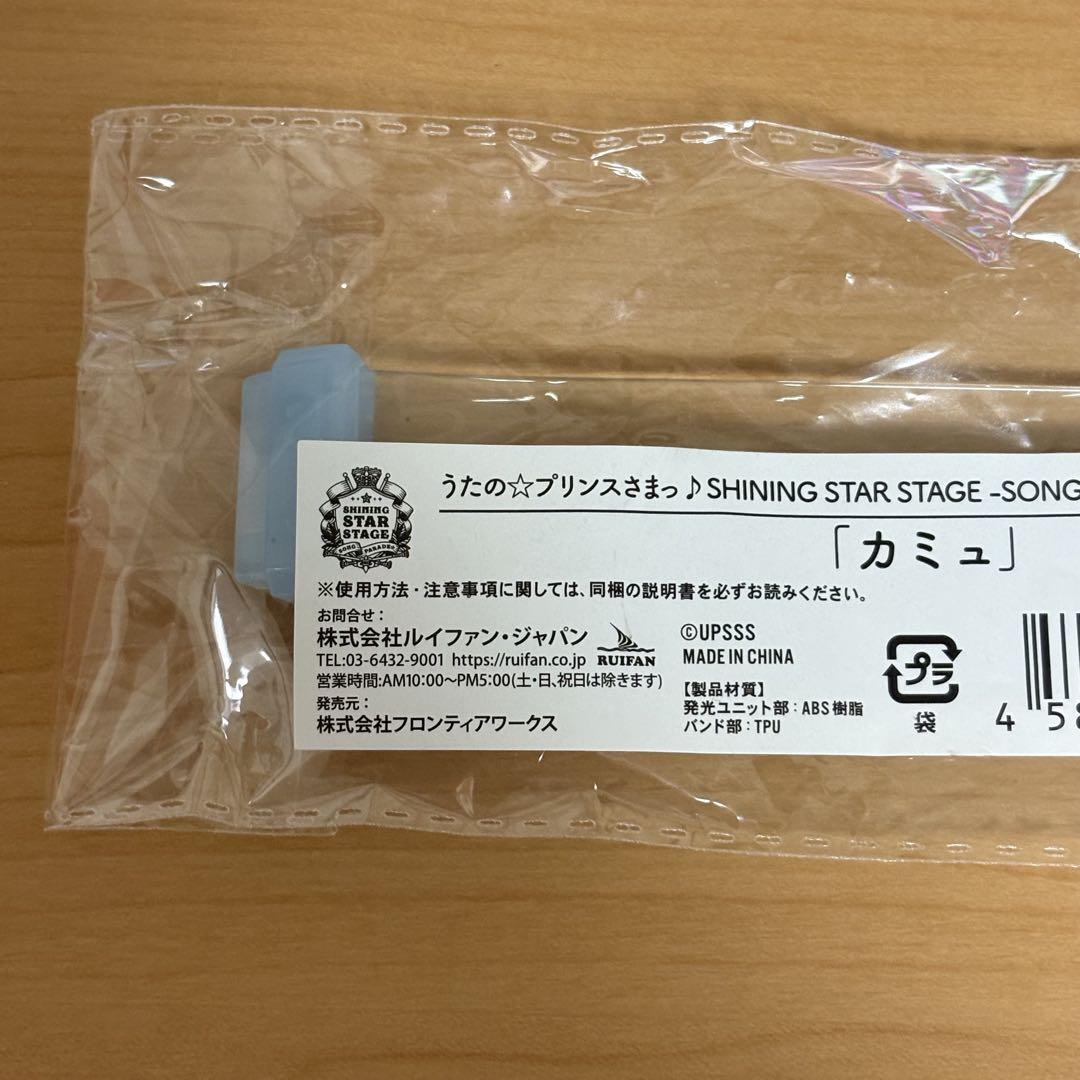 うたの☆プリンスさまっ♪SHINING STAR STAGE -SONG
SHINING
STAR
STAGE
SONG PARADE
「カミュ」
※使用方法・注意事項に関しては、同梱の説明書を必ずお読みください。
お問合せ：
株式会社ルイファン・ジャパン
RUIFAN
TEL:03-6432-9001 https://ruifan.co.jp
営業時間:AM10:00～PM5:00(土・日、祝日は除きます)
発売元：
株式会社フロンティアワークス
©UPSSS
MADE IN CHINA
【製品材質】
発光ユニット部：ABS樹脂
バンド部：TPU
プラ
袋
4 58